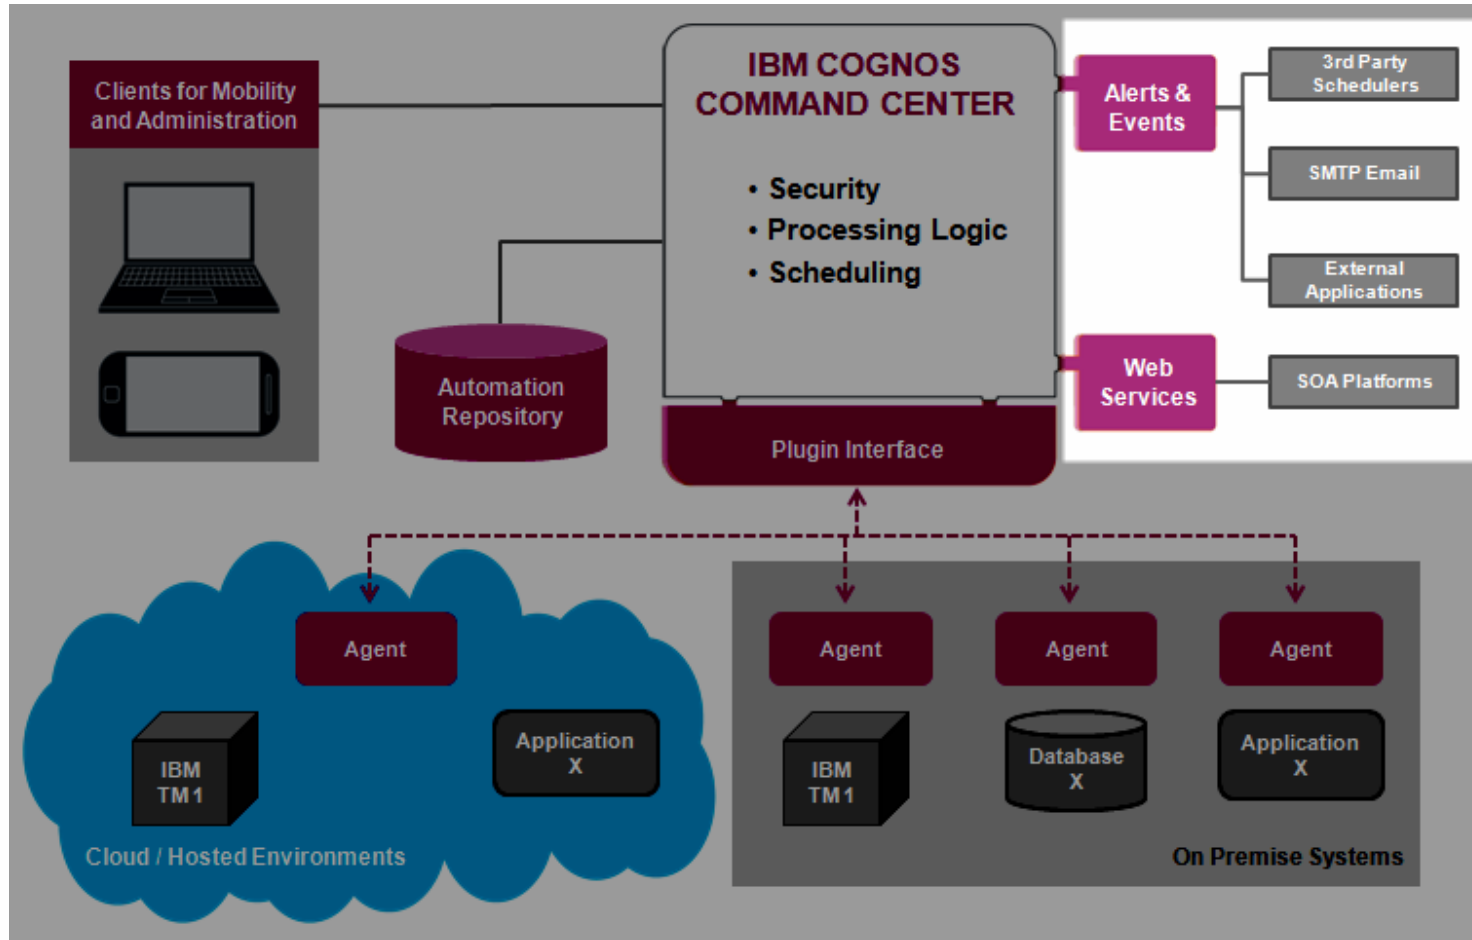 Clients for Mobility
and Administration
IBM COGNOS
COMMAND CENTER
• Security
• Processing Logic
• Scheduling
Alerts &
Events
3rd Party
Schedulers
SMTP Email
External
Applications
Web
Services
SOA Platforms
Automation
Repository
Plugin Interface
Agent
IBM
TM1
Application
X
Cloud / Hosted Environments
Agent
Agent
Agent
IBM
TM1
Database
X
Application
X
On Premise Systems